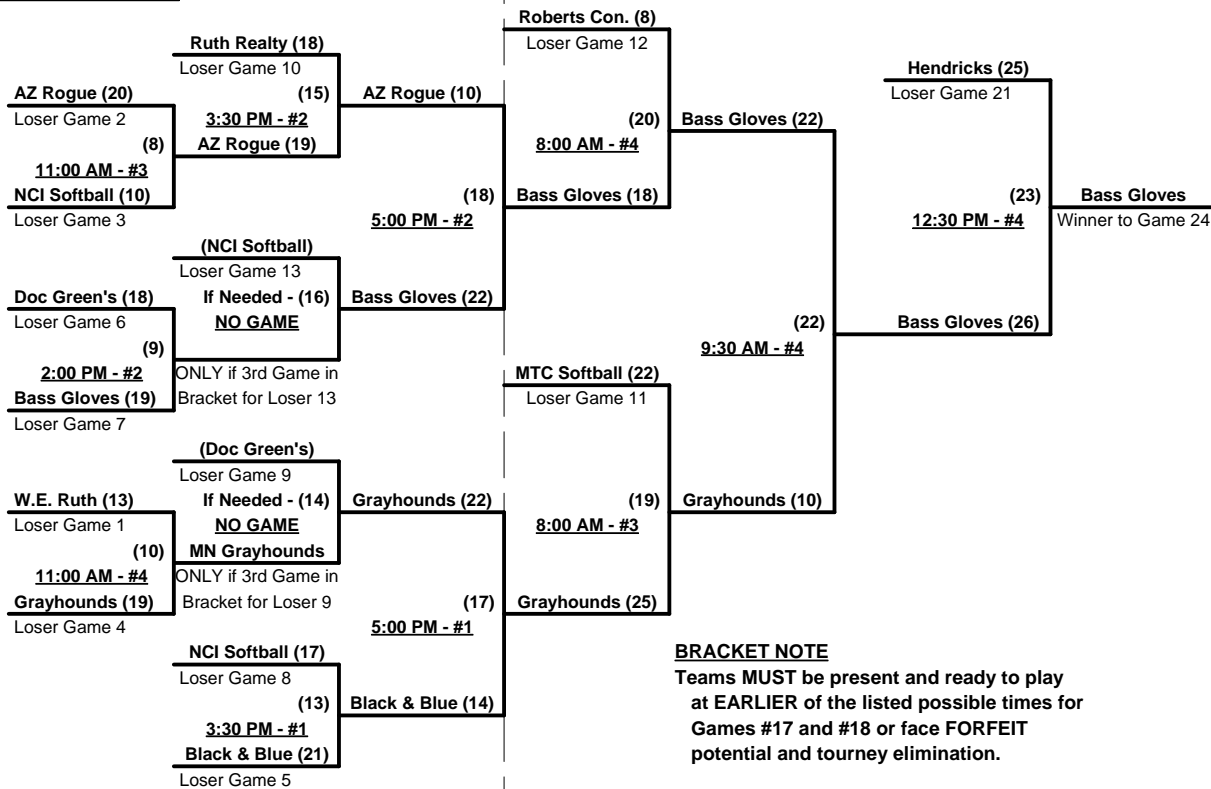 Roberts Con. (8)
Loser Game 12
Ruth Realty (18)
Loser Game 10
Hendricks (25)
Loser Game 21
AZ Rogue (20)
Loser Game 2
(15)
3:30 PM - #2
AZ Rogue (10)
(8)
11:00 AM - #3
AZ Rogue (19)
(20)
8:00 AM - #4
Bass Gloves (22)
NCI Softball (10)
Loser Game 3
(18)
5:00 PM - #2
Bass Gloves (18)
(23)
12:30 PM - #4
Bass Gloves
Winner to Game 24
(NCI Softball)
Loser Game 13
Doc Green's (18)
Loser Game 6
If Needed - (16)
NO GAME
Bass Gloves (22)
(9)
2:00 PM - #2
(22)
9:30 AM - #4
Bass Gloves (26)
ONLY if 3rd Game in
Bracket for Loser 13
Bass Gloves (19)
Loser Game 7
MTC Softball (22)
Loser Game 11
(Doc Green's)
Loser Game 9
W.E. Ruth (13)
Loser Game 1
If Needed - (14)
NO GAME
Grayhounds (22)
(19)
8:00 AM - #3
Grayhounds (10)
(10)
11:00 AM - #4
MN Grayhounds
ONLY if 3rd Game in
Bracket for Loser 9
Grayhounds (19)
Loser Game 4
(17)
5:00 PM - #1
Grayhounds (25)
NCI Softball (17)
Loser Game 8
(13)
3:30 PM - #1
Black & Blue (14)
Black & Blue (21)
Loser Game 5
BRACKET NOTE
Teams MUST be present and ready to play
at EARLIER of the listed possible times for
Games #17 and #18 or face FORFEIT
potential and tourney elimination.